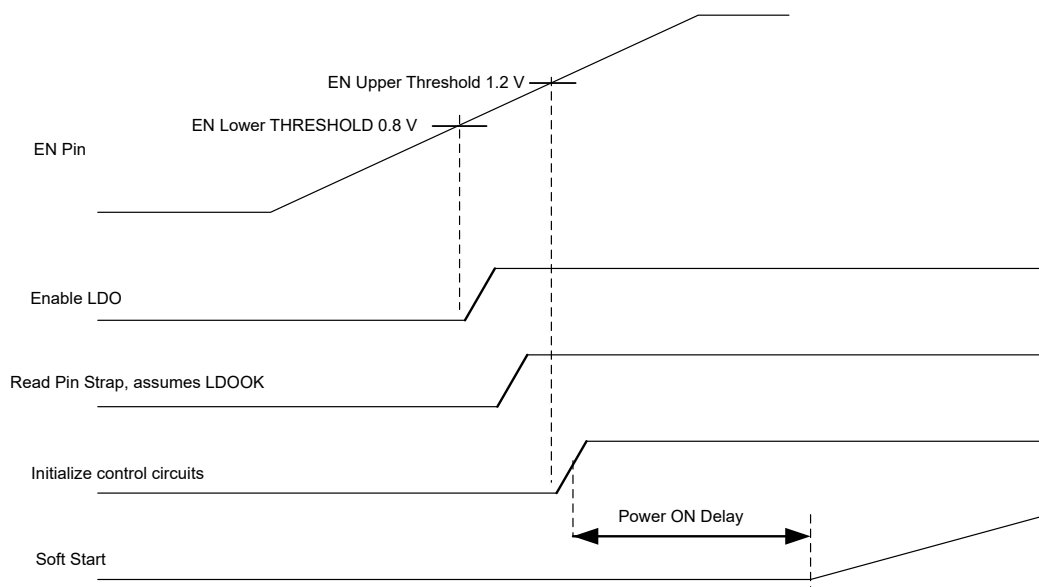 EN Upper Threshold 1.2 V
EN Lower THRESHOLD 0.8 V
EN Pin
Enable LDO
Read Pin Strap, assumes LDOOK
Initialize control circuits
Power ON Delay
Soft Start